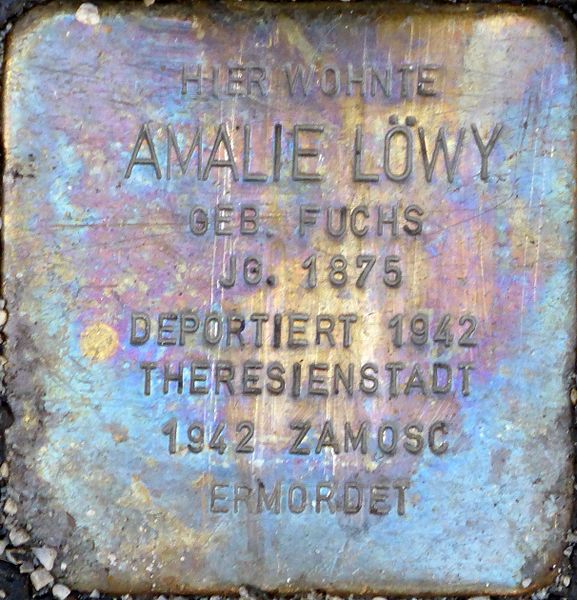 HIER WOHNTE
AMALIE LÖWY
GEB. FUCHS
JG. 1875
DEPORTIERT 1942
THERESIENSTADT
1942 ZAMOSC
ERMORDET